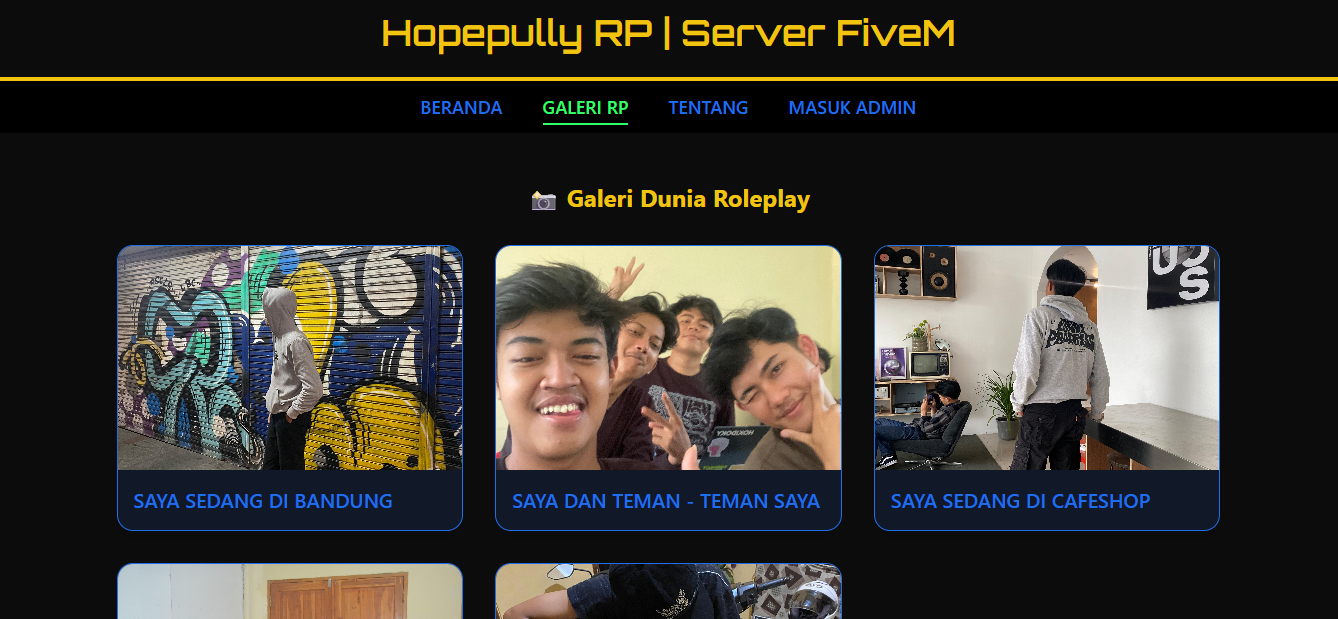 Hopepully RP | Server FiveM
BERANDA GALERI RP TENTANG MASUK ADMIN
Galeri Dunia Roleplay
SAYA SEDANG DI BANDUNG
SAYA DAN TEMAN - TEMAN SAYA
SAYA SEDANG DI CAFESHOP